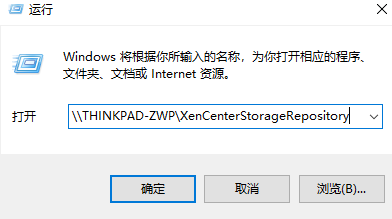 运行
Windows 将根据你所输入的名称，为你打开相应的程序、
文件夹、文档或 Internet 资源。
打开
\\THINKPAD-ZWP\XenCenterStorageRepository
确定
取消
浏览(B)...